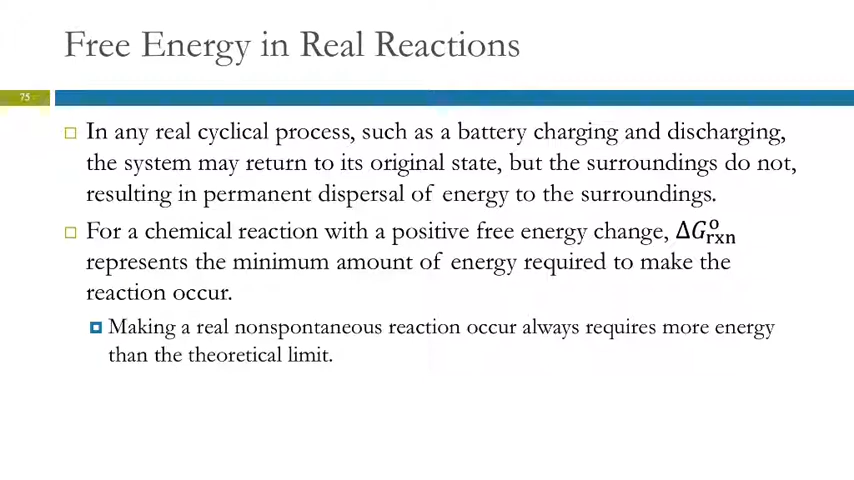 Free Energy in Real Reactions
75
In any real cyclical process, such as a battery charging and discharging,
the system may return to its original state, but the surroundings do not,
resulting in permanent dispersal of energy to the surroundings.
For a chemical reaction with a positive free energy change, ΔG°rxn
represents the minimum amount of energy required to make the
reaction occur.
Making a real nonspontaneous reaction occur always requires more energy
than the theoretical limit.